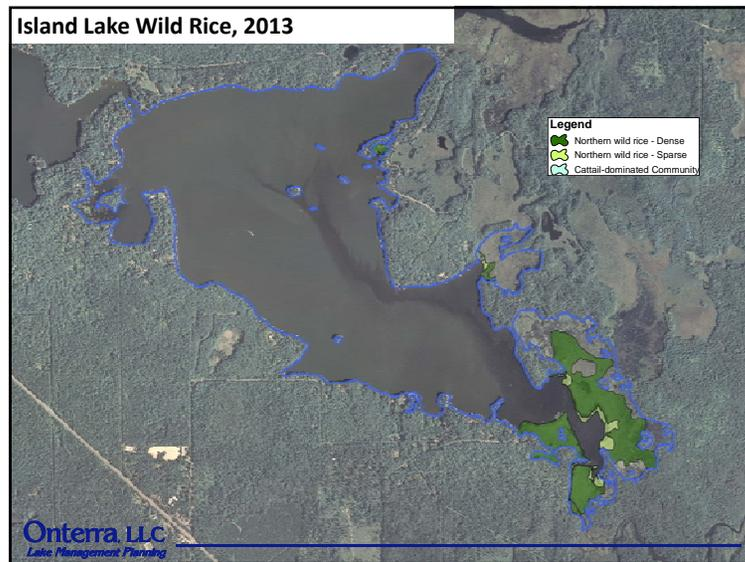 Island Lake Wild Rice, 2013
Legend
Northern wild rice - Dense
Northern wild rice - Sparse
Cattail-dominated Community
Onterra, LLC
Lake Management Planning